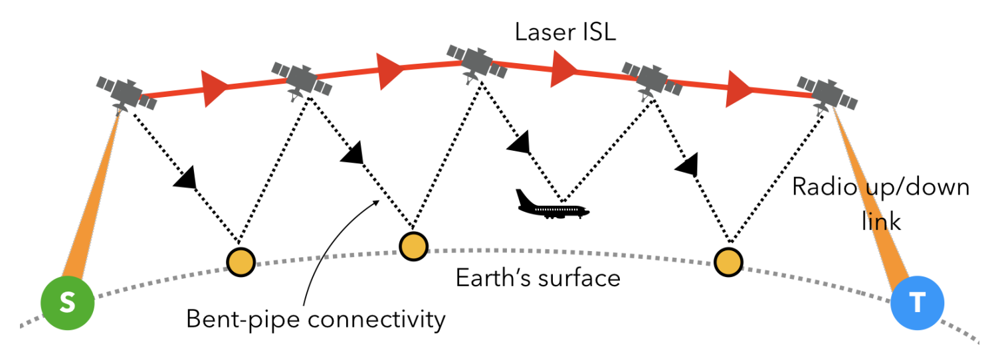 Laser ISL
Radio up/down
link
Earth's surface
S
T
Bent-pipe connectivity